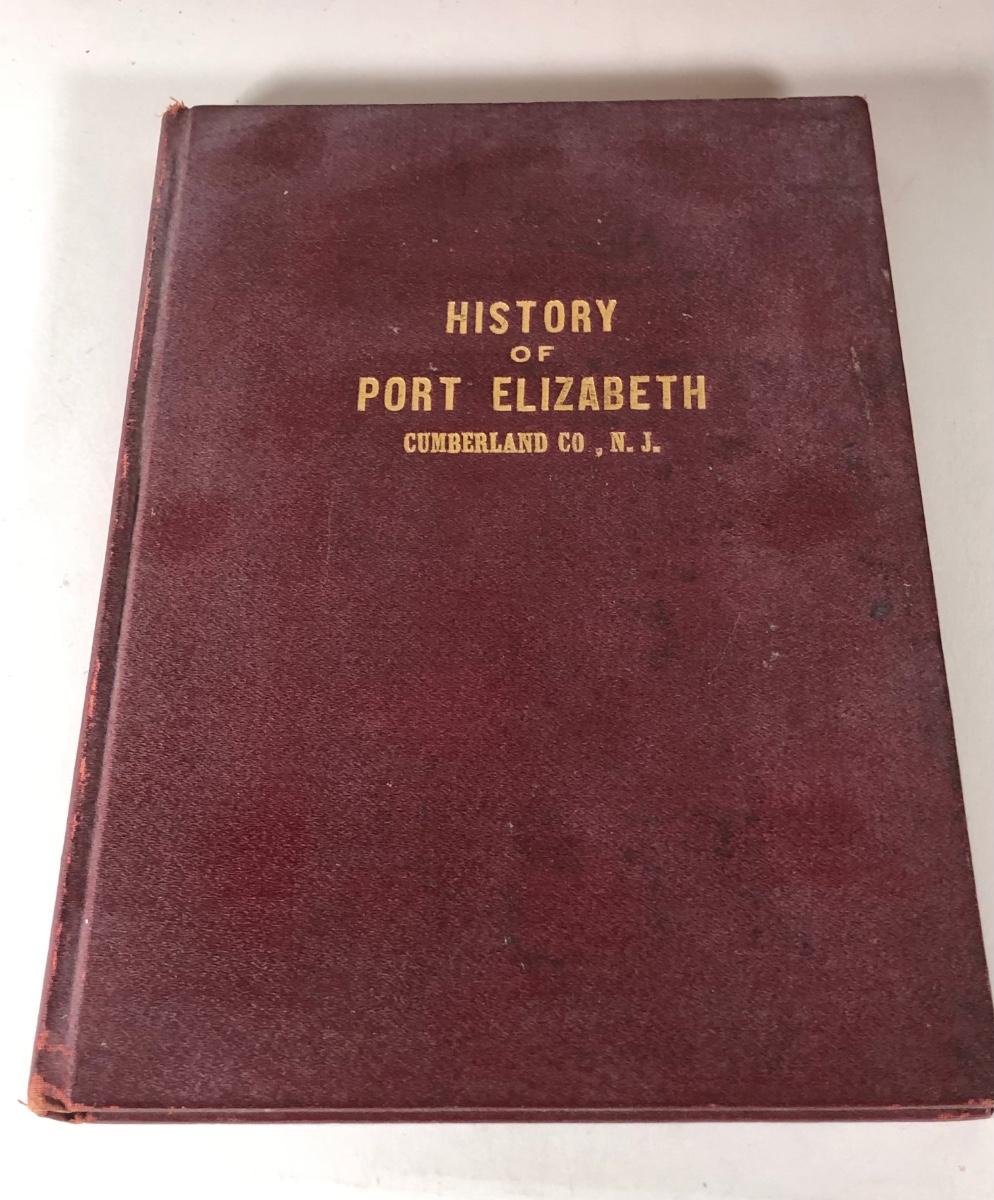 HISTORY
OF
PORT ELIZABETH
CUMBERLAND CO , N. J.